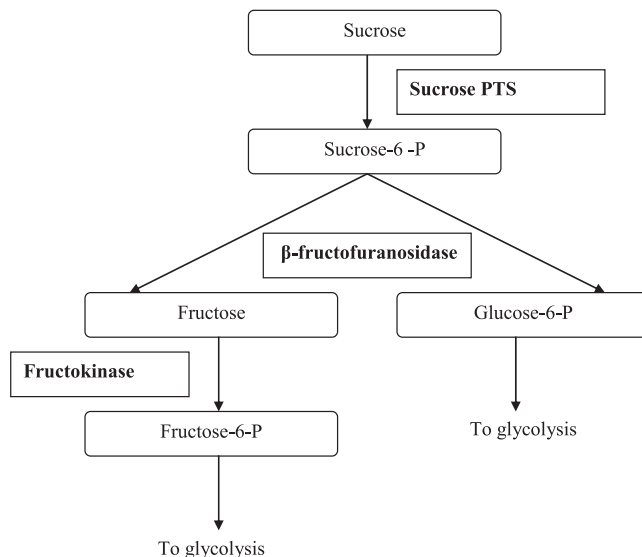 Sucrose
Sucrose PTS
Sucrose-6 -P
β-fructofuranosidase
Fructose
Glucose-6-P
Fructokinase
Fructose-6-P
To glycolysis
To glycolysis